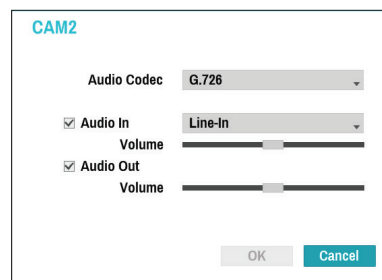 CAM2
Audio Codec G.726
Audio In Line-In
Volume
Audio Out
Volume
OK Cancel